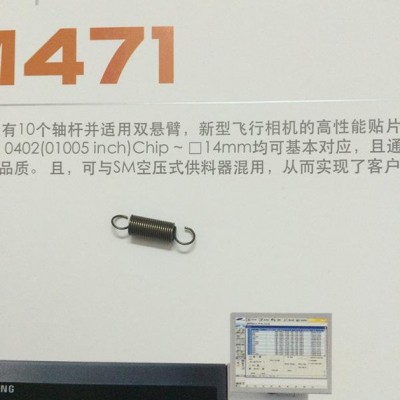 471
有10个轴杆并适用双悬臂，新型飞行相机的高性能贴片
0402(01005 inch)Chip ~ □14mm均可基本对应，且通
品质。且，可与SM空压式供料器混用，从而实现了客户
NG